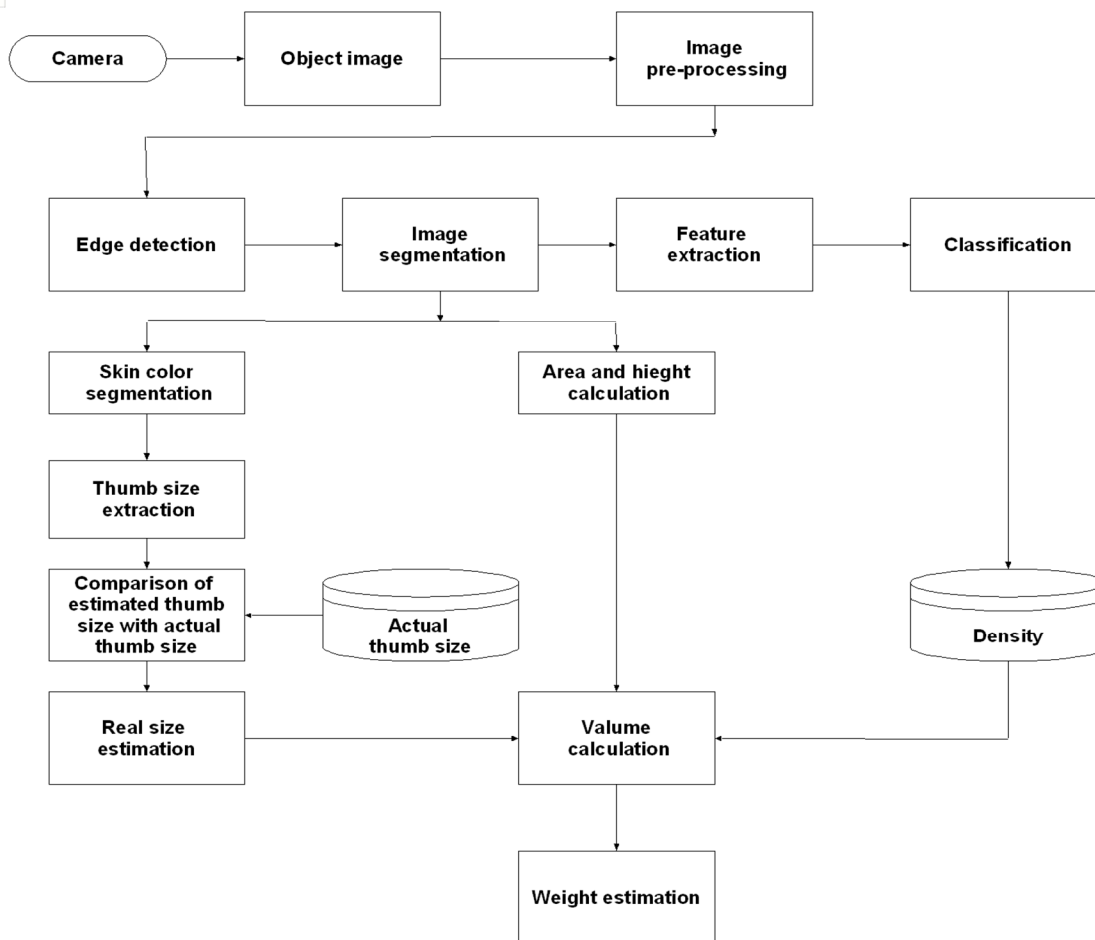 Camera
Object image
Image
pre-processing
Edge detection
Image
segmentation
Feature
extraction
Classification
Skin color
segmentation
Area and hieght
calculation
Thumb size
extraction
Comparison of
estimated thumb
size with actual
thumb size
Actual
thumb size
Density
Real size
estimation
Valume
calculation
Weight estimation